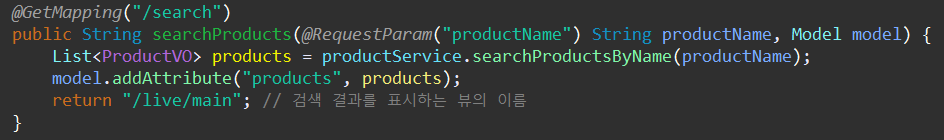 @GetMapping("/search")
public String searchProducts(@RequestParam("productName") String productName, Model model) {
    List<ProductVO> products = productService.searchProductsByName(productName);
    model.addAttribute("products", products);
    return "/live/main"; // 검색 결과를 표시하는 뷰의 이름
}